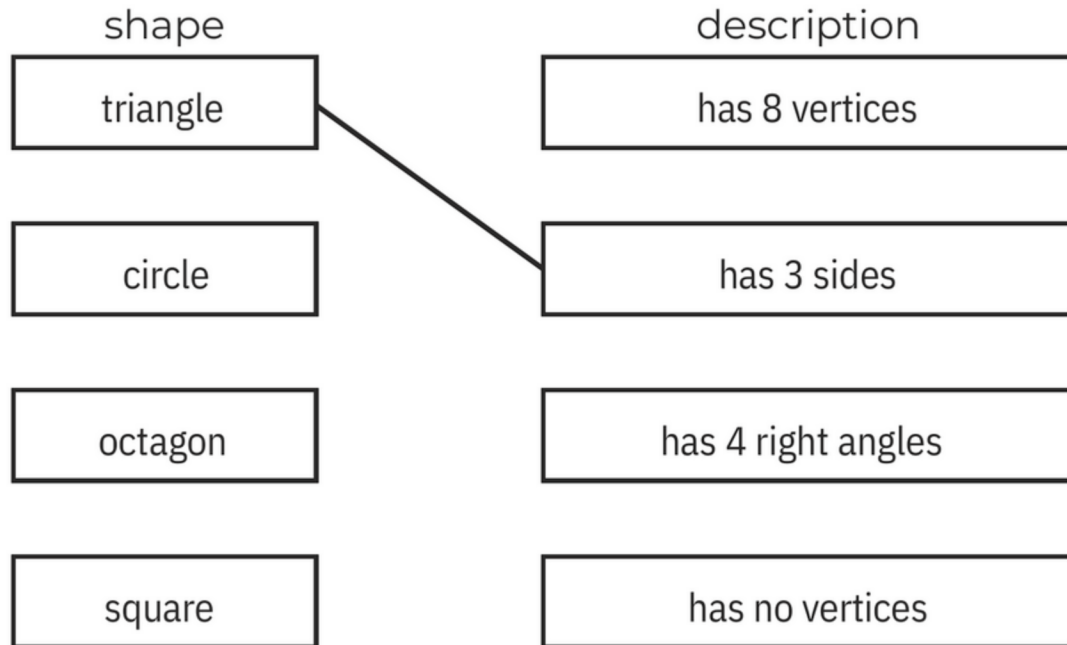 shape description
triangle has 8 vertices
circle has 3 sides
octagon has 4 right angles
square has no vertices